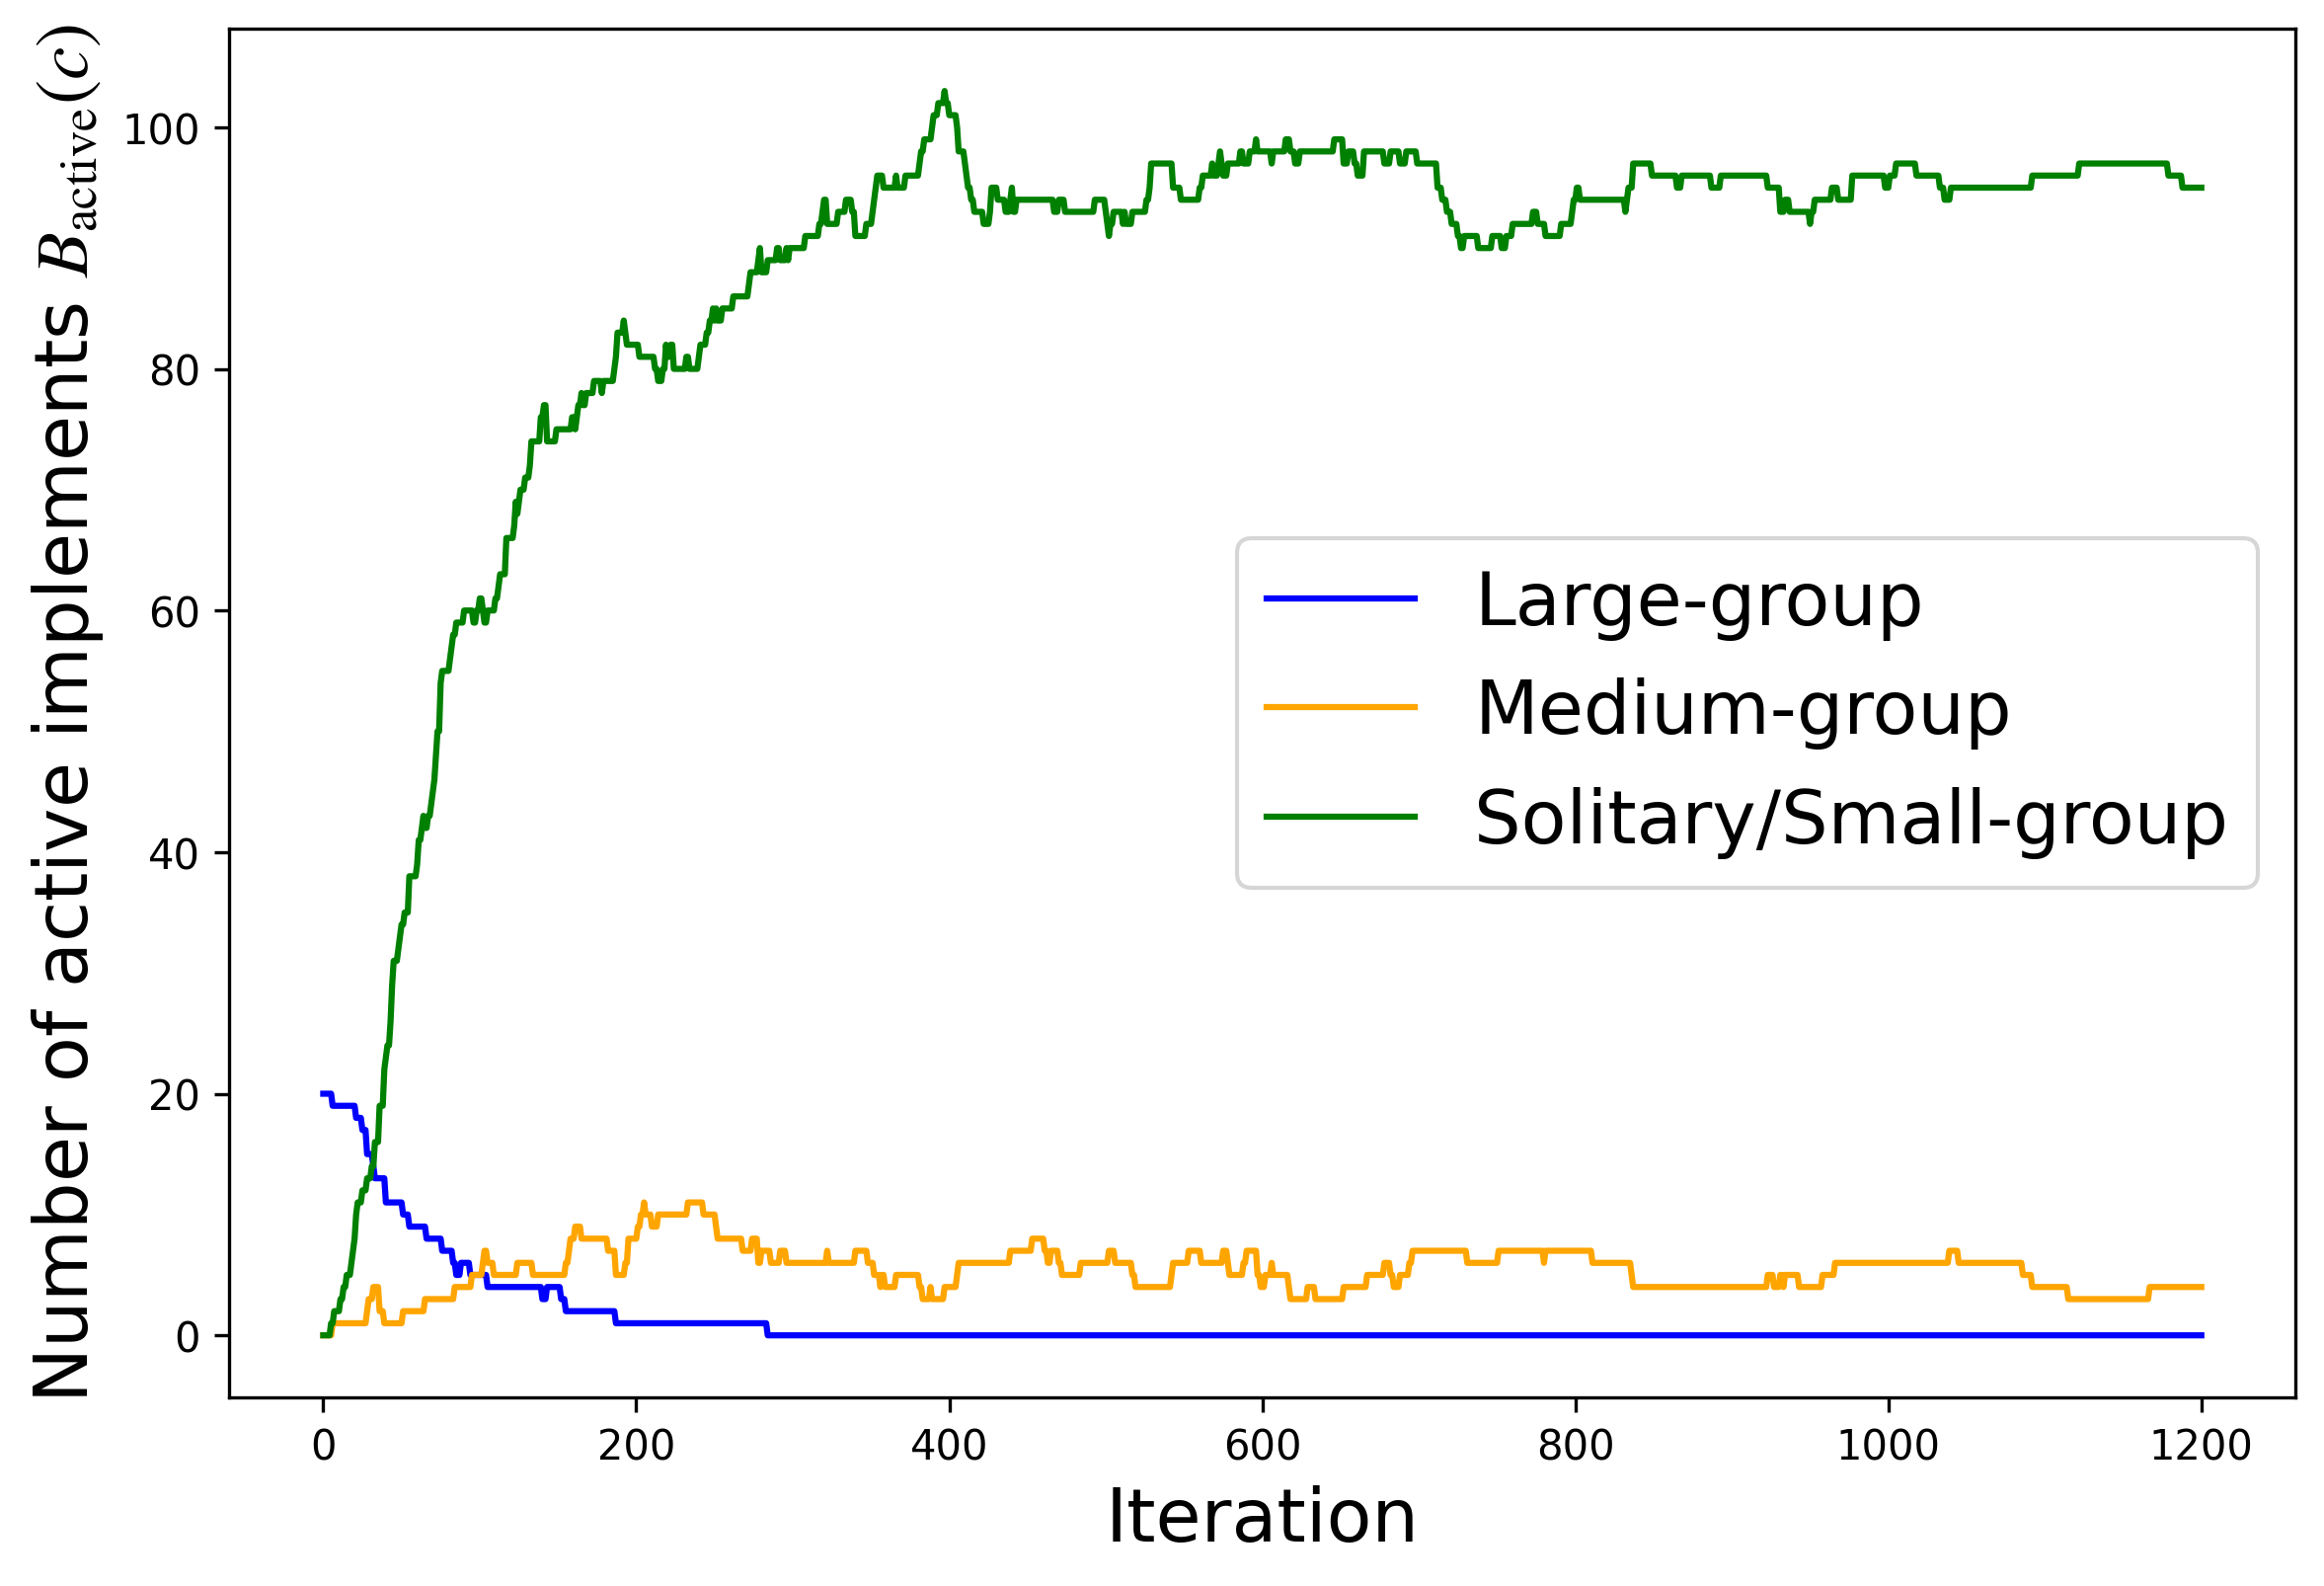 Number of active implements B_active(c)
100
80
60
40
20
0
Large-group
Medium-group
Solitary/Small-group
0 200 400 600 800 1000 1200
Iteration